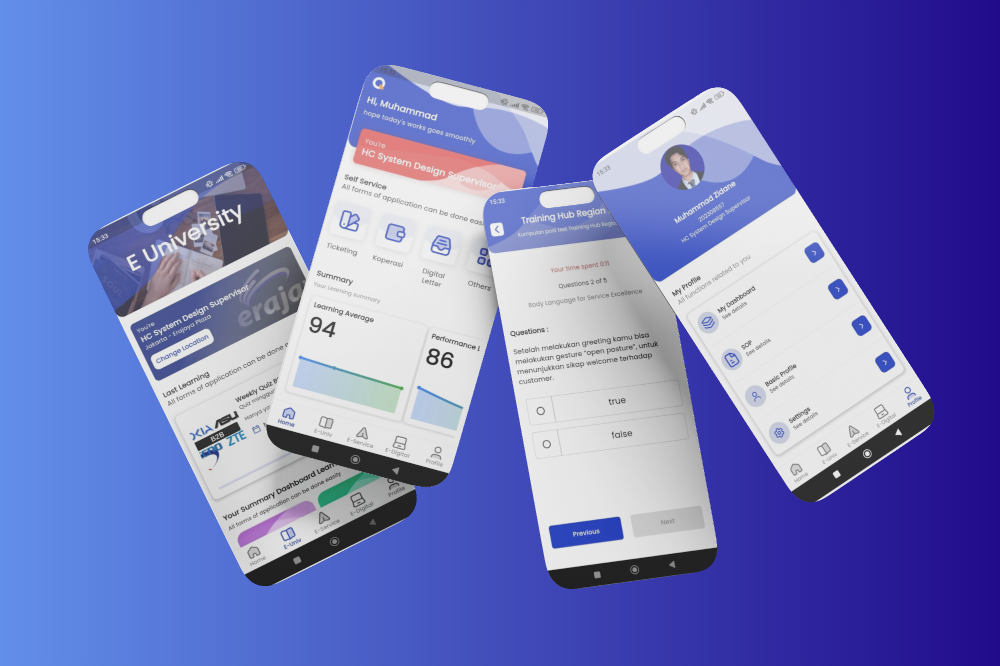 15:33
E University
You're
HC System Design Supervisor
Jakarta - Erajaya Plaza
Change Location
eraja
Last Learning
All forms of application can be done e
Weekly Quiz B
Quiz minggu
Hanya yo
ASUS
B2B
ZTE
Your Summary Dashboard Learn
All forms of application can be done easily
Home
E-Univ
E-Service
E-Digital
Profile
Hi, Muhammad
hope today's works goes smoothly
You're
HC System Design Supervisor
Self Service
All forms of application can be done eas
Ticketing
Koperasi
Digital
Letter
Others
Summary
Your Learning summary
Learning Average
94
Performance
86
Home
E-Univ
E-Service
E-Digital
Profile
15:33
Training Hub Region
Kumpulan post test Training Hub Regio
Your time spent 0:11
Questions 2 of 5
Body Language for Service Excellence
Questions :
Setelah melakukan greeting kamu bisa
melakukan gesture "open posture", untuk
menunjukkan sikap welcome terhadap
customer.
true
false
Previous
Next
15:33
Muhammad Zidane
HC System Design Supervisor
My Profile
All functions related to you
My Dashboard
See details
SOP
See details
Basic Profile
See details
Settings
See details
Home
E-Univ
E-Service
E-Digital
Profile